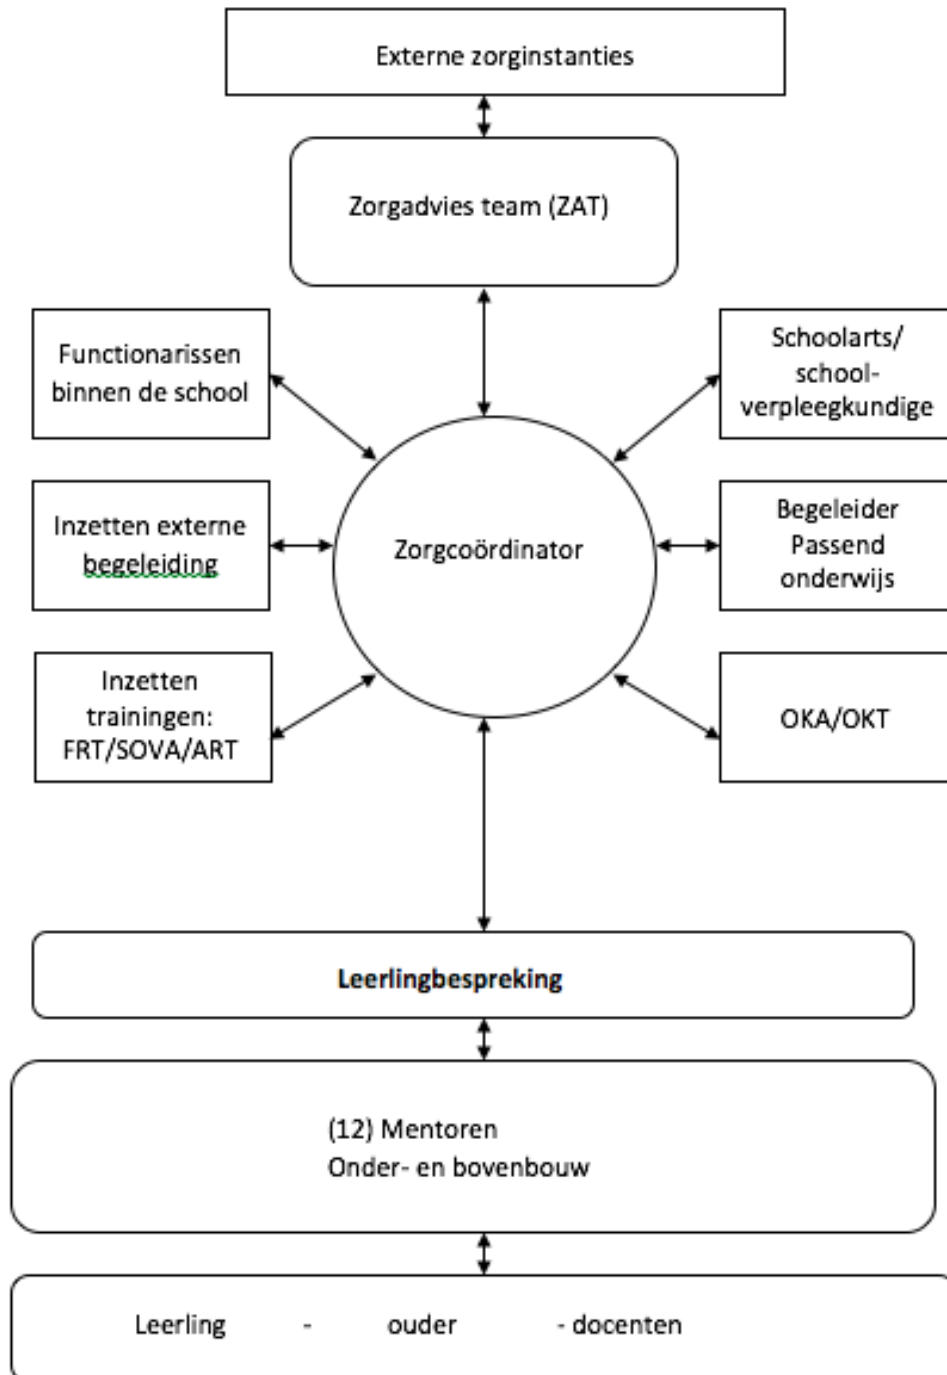 Externe zorginstanties
Zorgadvies team (ZAT)
Functionarissen
binnen de school
Schoolarts/
school-
verpleegkundige
Inzetten externe
begeleiding
Zorgcoördinator
Begeleider
Passend
onderwijs
Inzetten
trainingen:
FRT/SOVA/ART
OKA/OKT
Leerlingbespreking
(12) Mentoren
Onder- en bovenbouw
Leerling - ouder - docenten